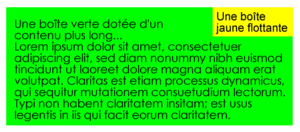 Une boîte verte dotée d'un
contenu plus long...
Une boîte
jaune flottante
Lorem ipsum dolor sit amet, consectetuer
adipiscing elit, sed diam nonummy nibh euismod
tincidunt ut laoreet dolore magna aliquam erat
volutpat. Claritas est etiam processus dynamicus,
qui sequitur mutationem consuetudium lectorum.
Typi non habent claritatem insitam; est usus
legentis in iis qui facit eorum claritatem.